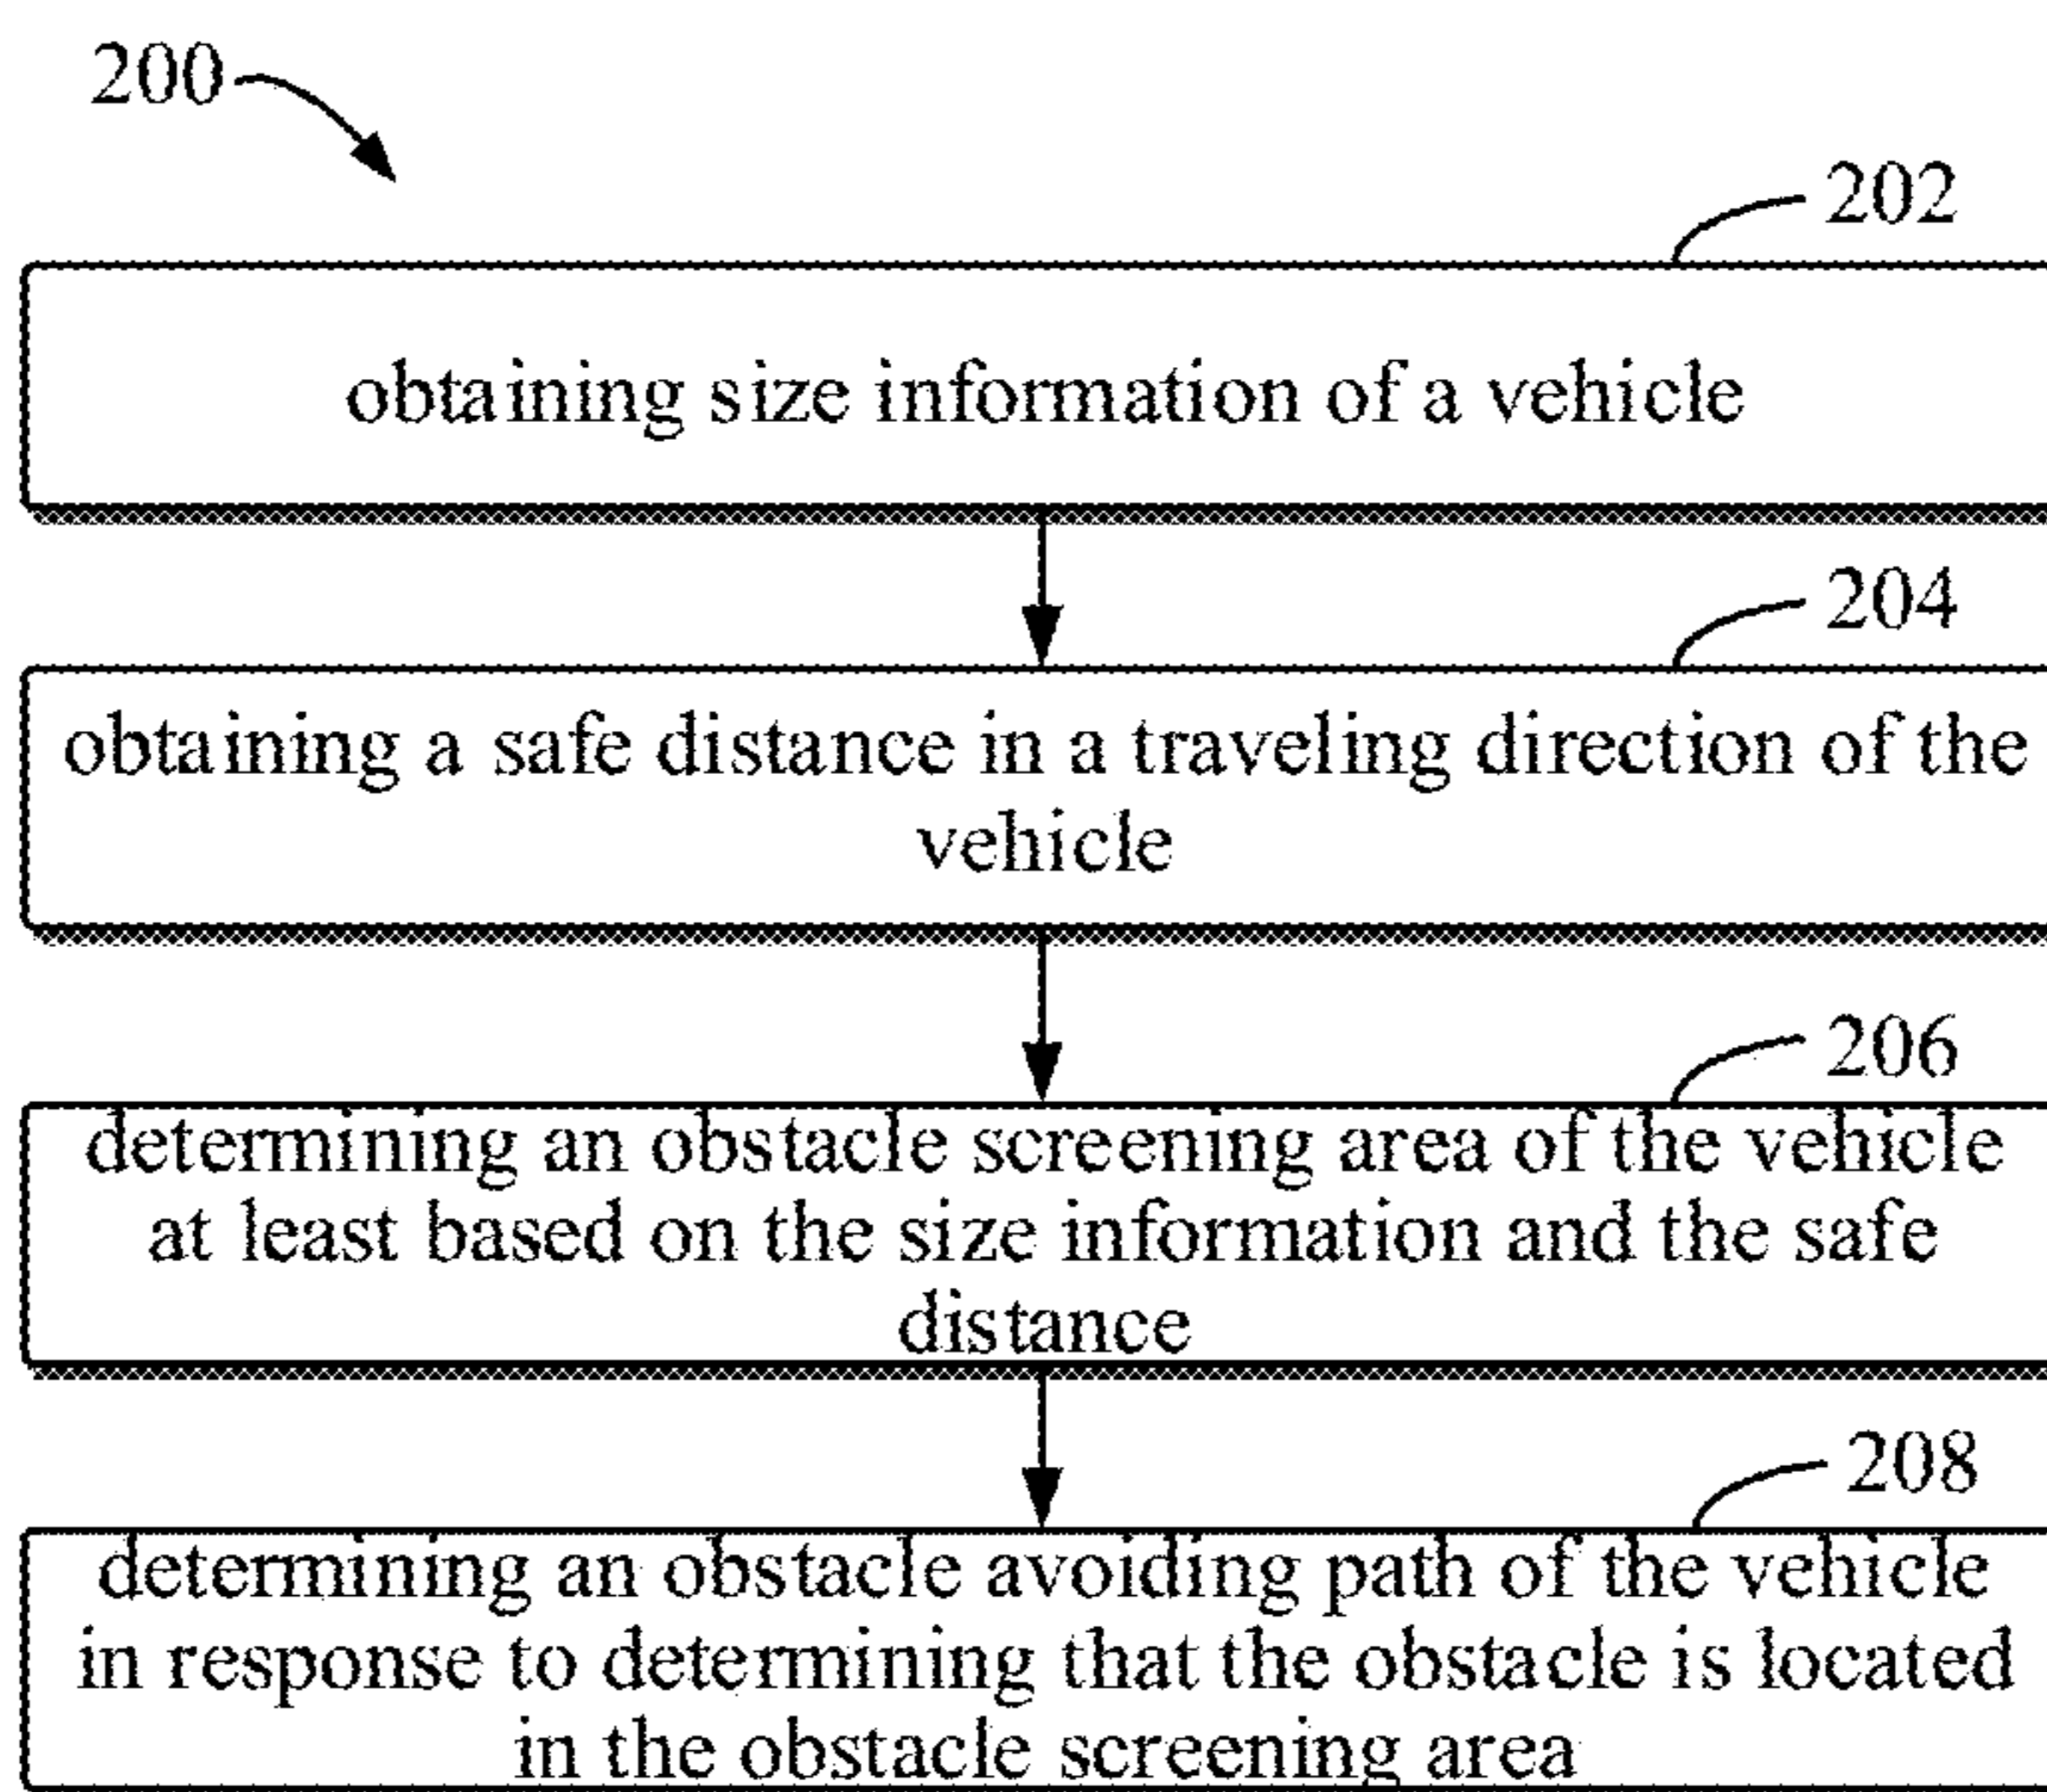 200
202
obtaining size information of a vehicle
204
obtaining a safe distance in a traveling direction of the
vehicle
206
determining an obstacle screening area of the vehicle
at least based on the size information and the safe
distance
208
determining an obstacle avoiding path of the vehicle
in response to determining that the obstacle is located
in the obstacle screening area